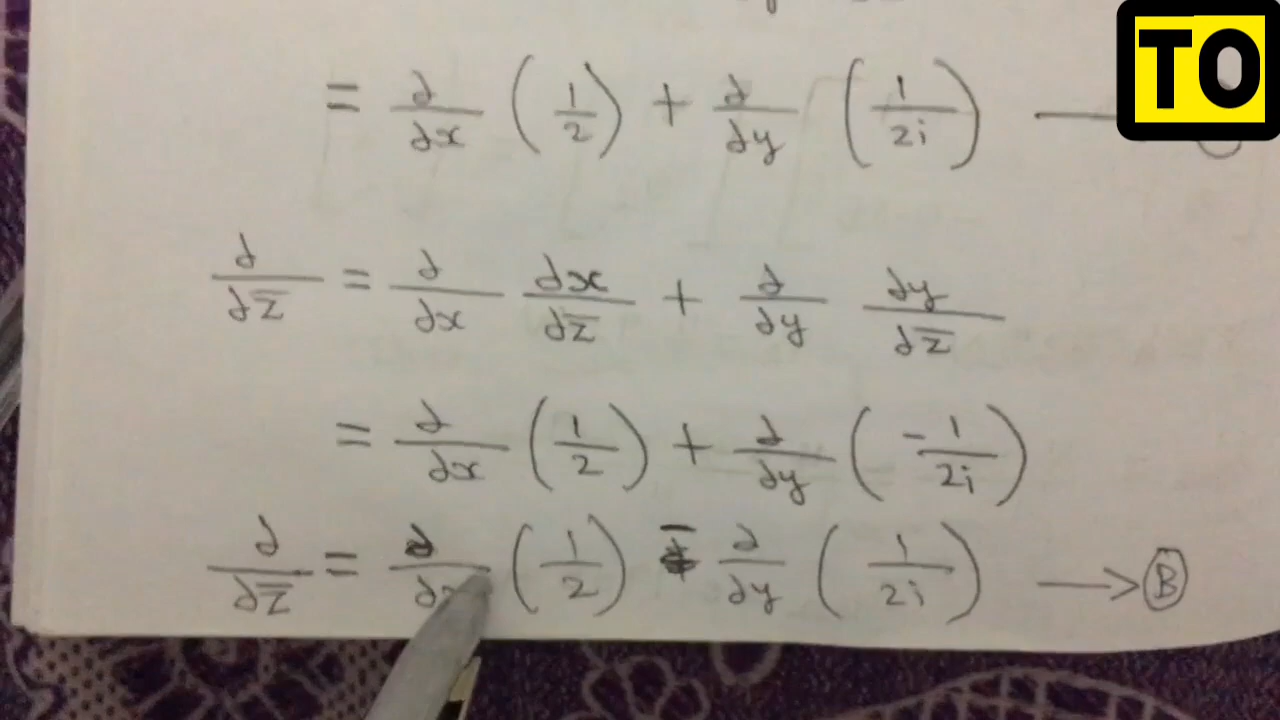 TO
= ∂/∂x (1/2) + ∂/∂y (1/2i) —
∂/∂z̅ = ∂/∂x ∂x/∂z̅ + ∂/∂y ∂y/∂z̅
= ∂/∂x (1/2) + ∂/∂y (-1/2i)
∂/∂z̅ = ∂/∂x (1/2) - ∂/∂y (1/2i) → Ⓑ